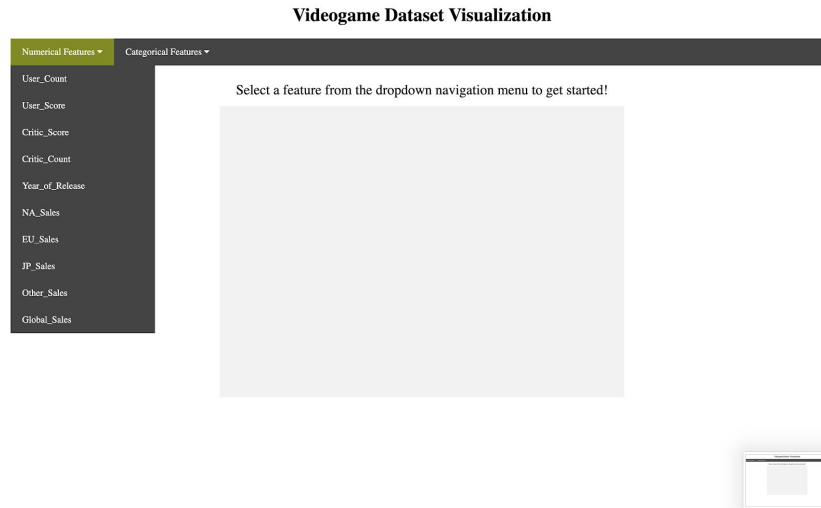 Videogame Dataset Visualization
Numerical Features Categorical Features
User_Count
Select a feature from the dropdown navigation menu to get started!
User_Score
Critic_Score
Critic_Count
Year_of_Release
NA_Sales
EU_Sales
JP_Sales
Other_Sales
Global_Sales